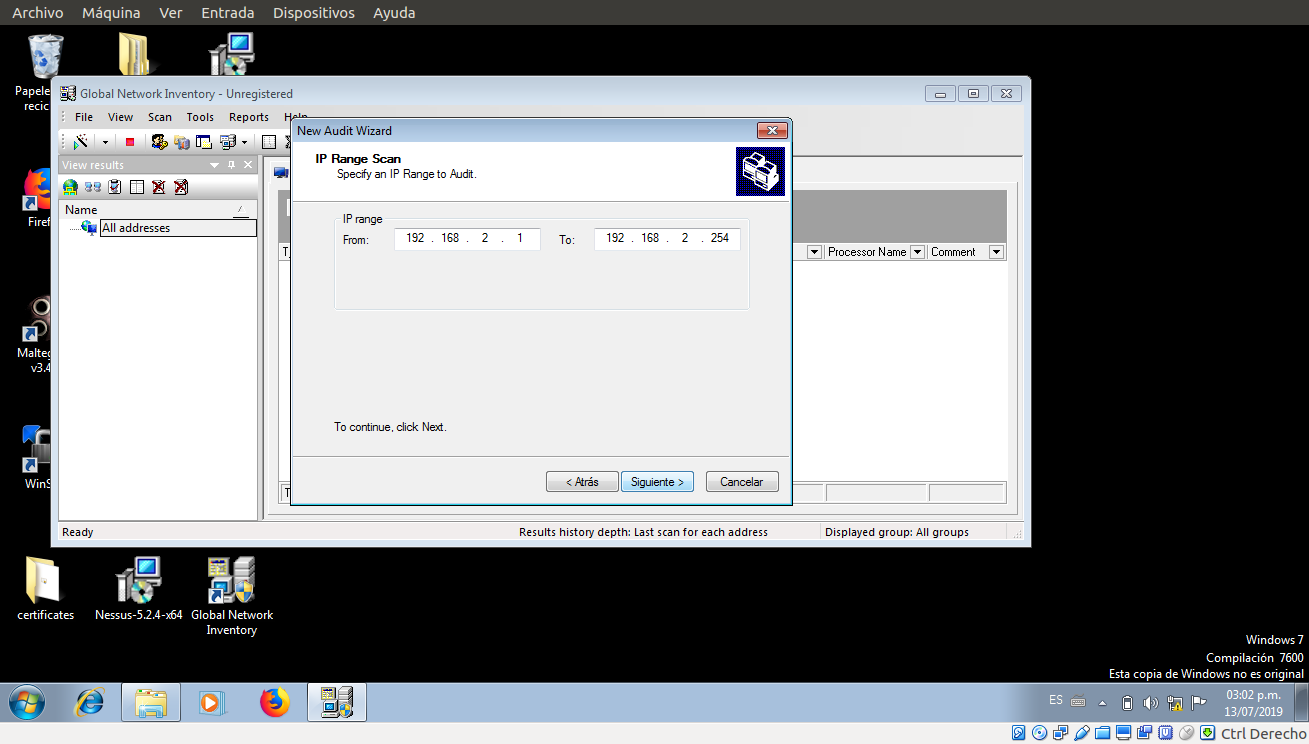 Archivo Máquina Ver Entrada Dispositivos Ayuda
Papele
recic
Global Network Inventory - Unregistered
File View Scan Tools Reports Help
New Audit Wizard
View results
IP Range Scan
Specify an IP Range to Audit.
Name
All addresses
IP range
From: 192 . 168 . 2 . 1 To: 192 . 168 . 2 . 254
Processor Name Comment
Firef
Malteg
v3.4
To continue, click Next.
< Atrás Siguiente > Cancelar
WinS
Ready Results history depth: Last scan for each address Displayed group: All groups
certificates Nessus-5.2.4-x64 Global Network
Inventory
Windows 7
Compilación 7600
Esta copia de Windows no es original
ES 03:02 p.m.
13/07/2019
Ctrl Derecho